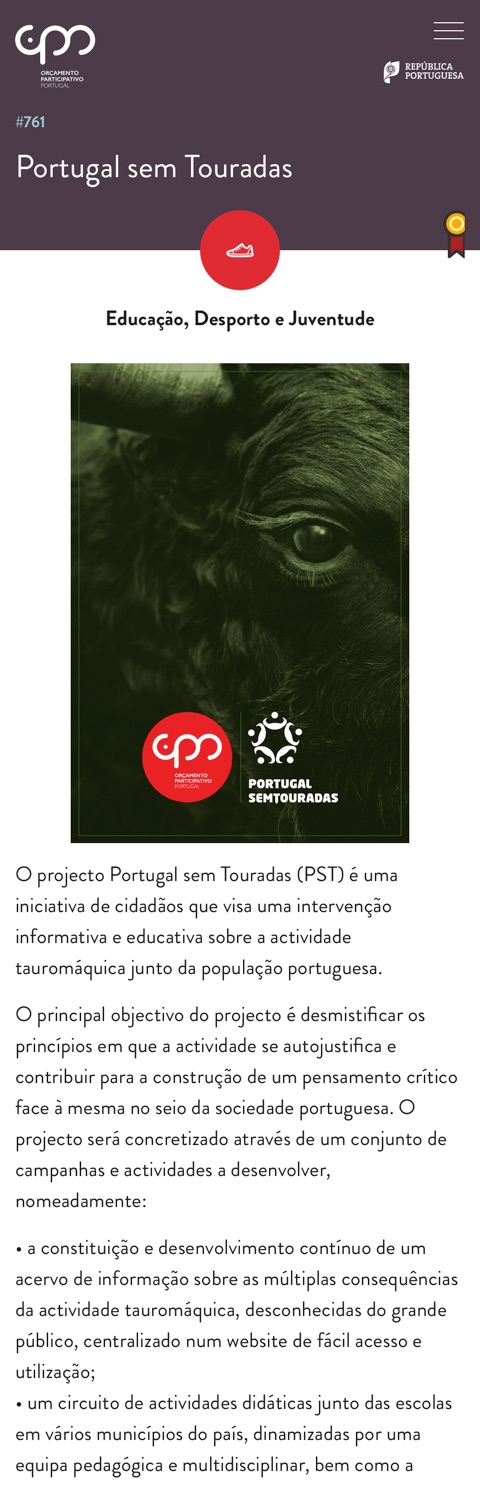 ORÇAMENTO
PARTICIPATIVO
PORTUGAL
REPÚBLICA
PORTUGUESA
#761
Portugal sem Touradas
Educação, Desporto e Juventude
ORÇAMENTO
PARTICIPATIVO
PORTUGAL
PORTUGAL
SEMTOURADAS
O projecto Portugal sem Touradas (PST) é uma
iniciativa de cidadãos que visa uma intervenção
informativa e educativa sobre a actividade
tauromáquica junto da população portuguesa.
O principal objectivo do projecto é desmistificar os
princípios em que a actividade se autojustifica e
contribuir para a construção de um pensamento crítico
face à mesma no seio da sociedade portuguesa. O
projecto será concretizado através de um conjunto de
campanhas e actividades a desenvolver,
nomeadamente:
• a constituição e desenvolvimento contínuo de um
acervo de informação sobre as múltiplas consequências
da actividade tauromáquica, desconhecidas do grande
público, centralizado num website de fácil acesso e
utilização;
• um circuito de actividades didáticas junto das escolas
em vários municípios do país, dinamizadas por uma
equipa pedagógica e multidisciplinar, bem como a